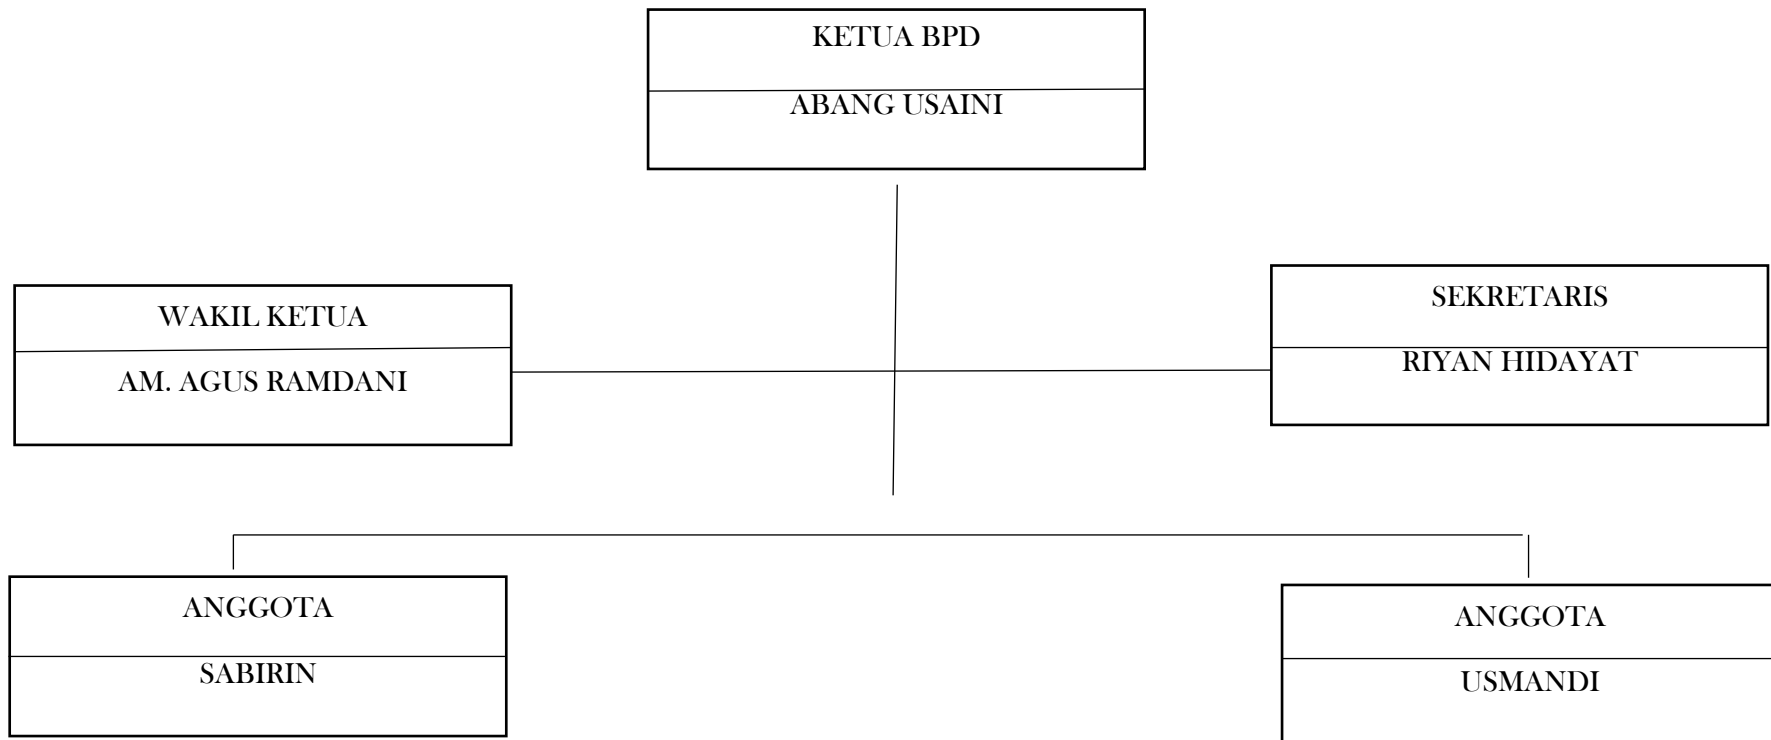 KETUA BPD
ABANG USAINI
WAKIL KETUA
AM. AGUS RAMDANI
SEKRETARIS
RIYAN HIDAYAT
ANGGOTA
SABIRIN
ANGGOTA
USMANDI